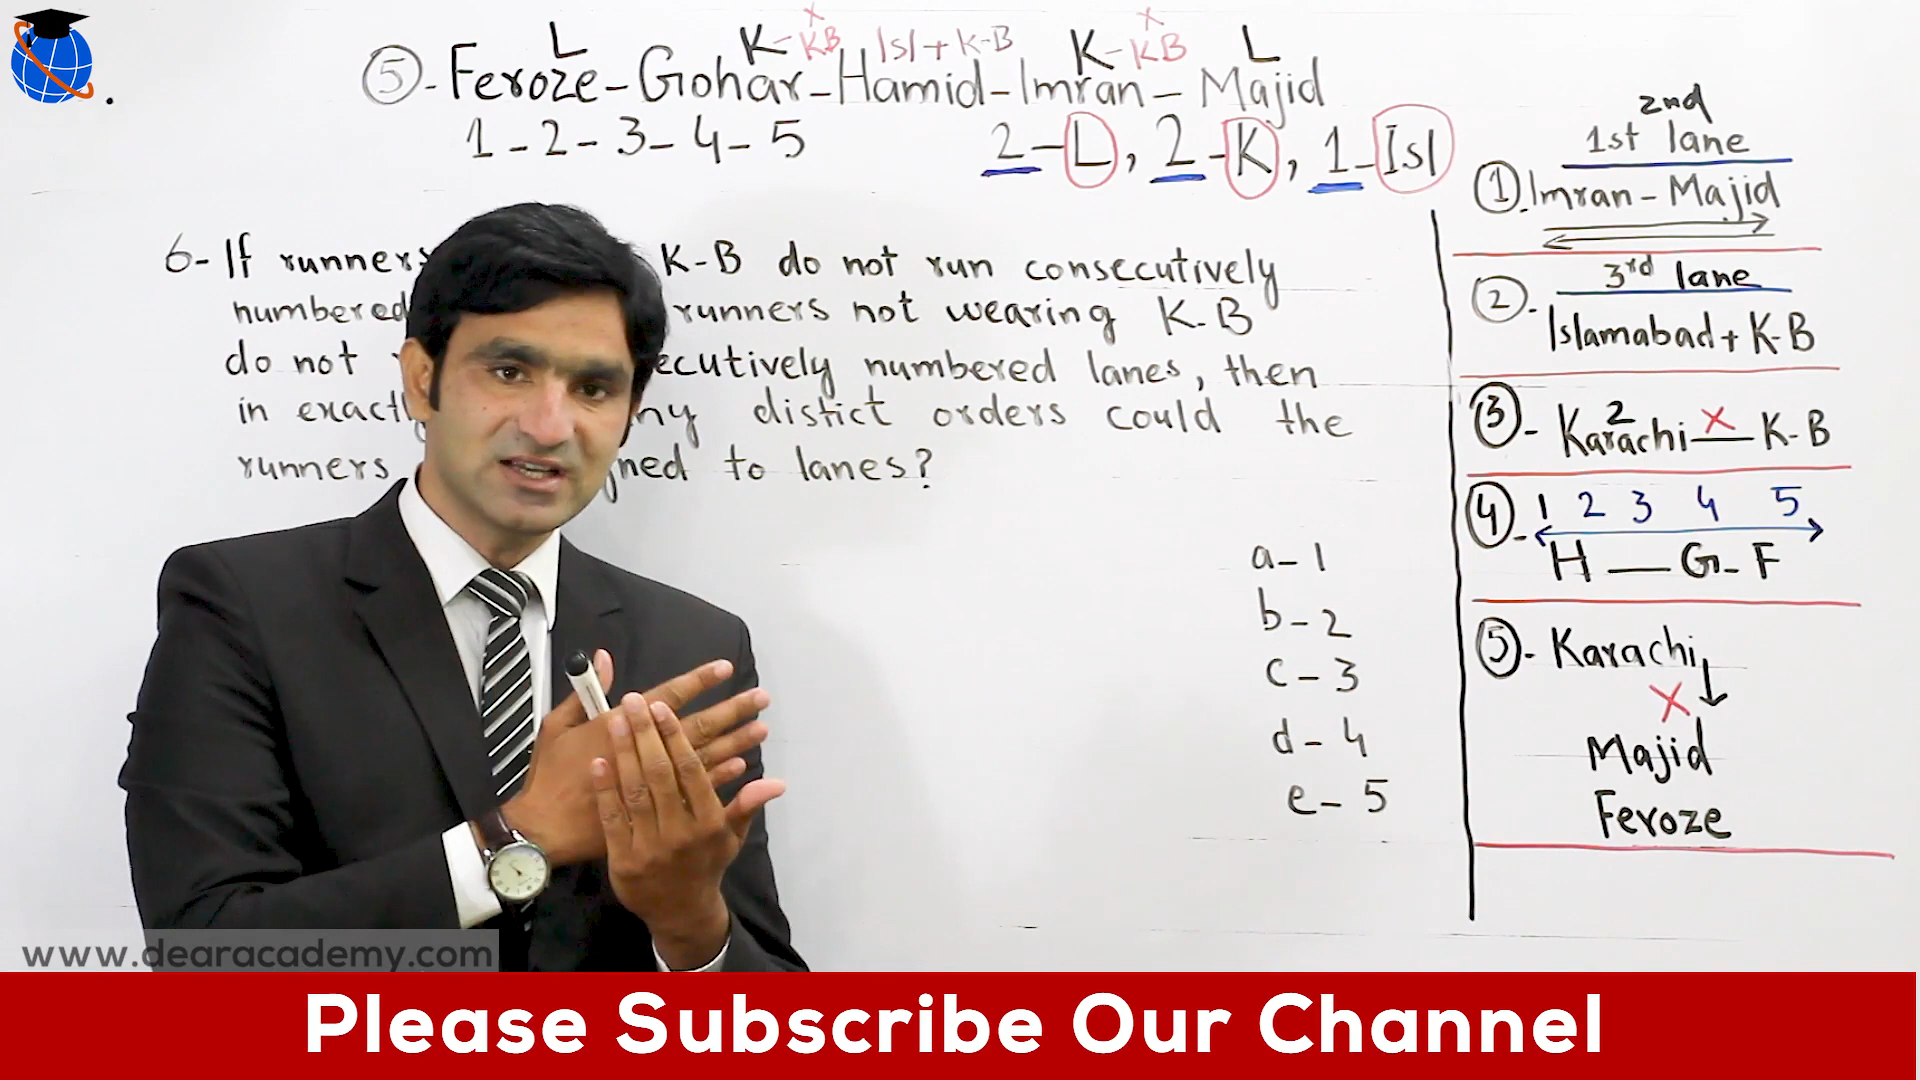 L K-KB Isl+K-B K-KB L
5- Feroze-Gohar-Hamid-Imran-Majid
1-2-3-4-5 2-L, 2-K, 1-Isl
6- If runners K-B do not run consecutively
numbered runners not wearing K-B
do not ecutively numbered lanes, then
in exactl ny distict orders could the
runners ned to lanes?
a-1
b-2
c-3
d-4
e-5
2nd
1st lane
1. Imran-Majid
3rd lane
2- Islamabad+K-B
2
3- Karachi X K-B
4- 1 2 3 4 5
H — G-F
5- Karachi
X
Majid
Feroze
www.dearacademy.com
Please Subscribe Our Channel